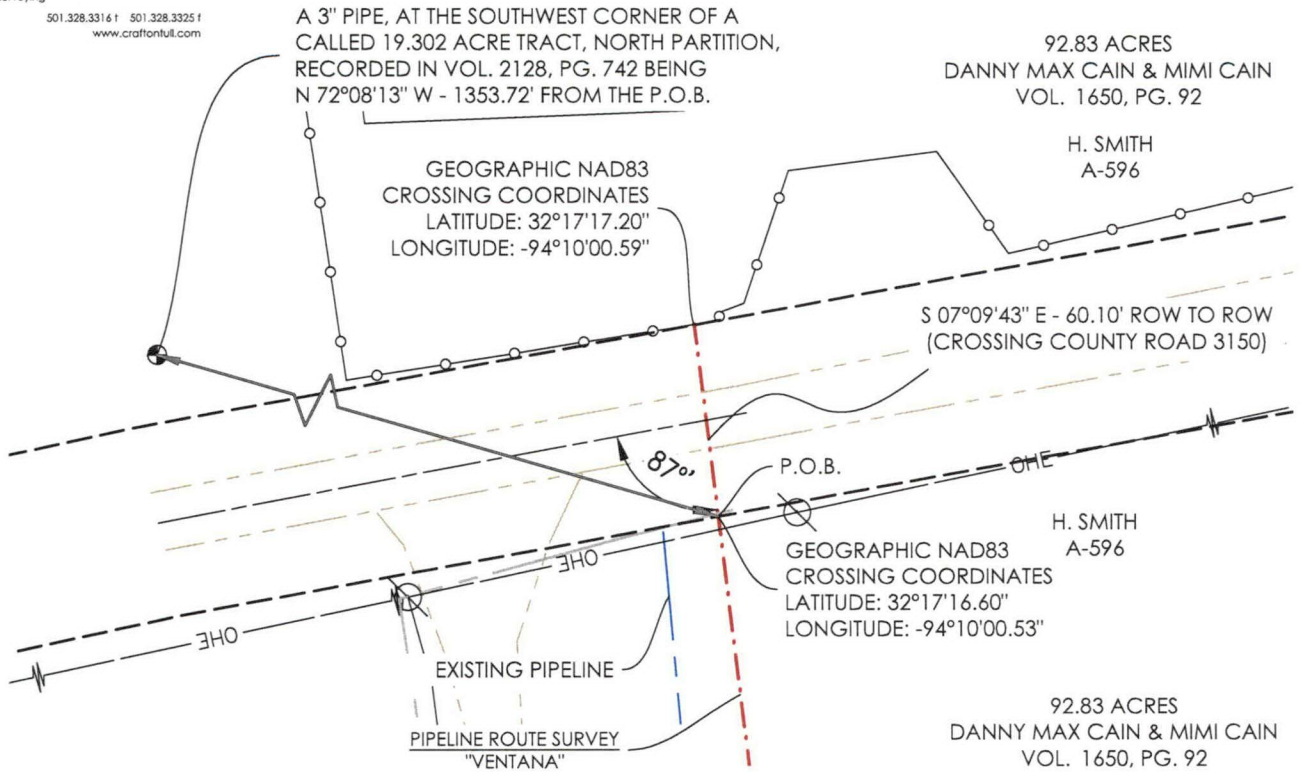 501.328.3316 t 501.328.3325 f
www.craftontull.com
A 3" PIPE, AT THE SOUTHWEST CORNER OF A
CALLED 19.302 ACRE TRACT, NORTH PARTITION,
RECORDED IN VOL. 2128, PG. 742 BEING
N 72°08'13" W - 1353.72' FROM THE P.O.B.
92.83 ACRES
DANNY MAX CAIN & MIMI CAIN
VOL. 1650, PG. 92
H. SMITH
A-596
GEOGRAPHIC NAD83
CROSSING COORDINATES
LATITUDE: 32°17'17.20"
LONGITUDE: -94°10'00.59"
S 07°09'43" E - 60.10' ROW TO ROW
(CROSSING COUNTY ROAD 3150)
87°
P.O.B.
OHE
H. SMITH
A-596
GEOGRAPHIC NAD83
CROSSING COORDINATES
LATITUDE: 32°17'16.60"
LONGITUDE: -94°10'00.53"
OHE
OHE
EXISTING PIPELINE
PIPELINE ROUTE SURVEY
"VENTANA"
92.83 ACRES
DANNY MAX CAIN & MIMI CAIN
VOL. 1650, PG. 92